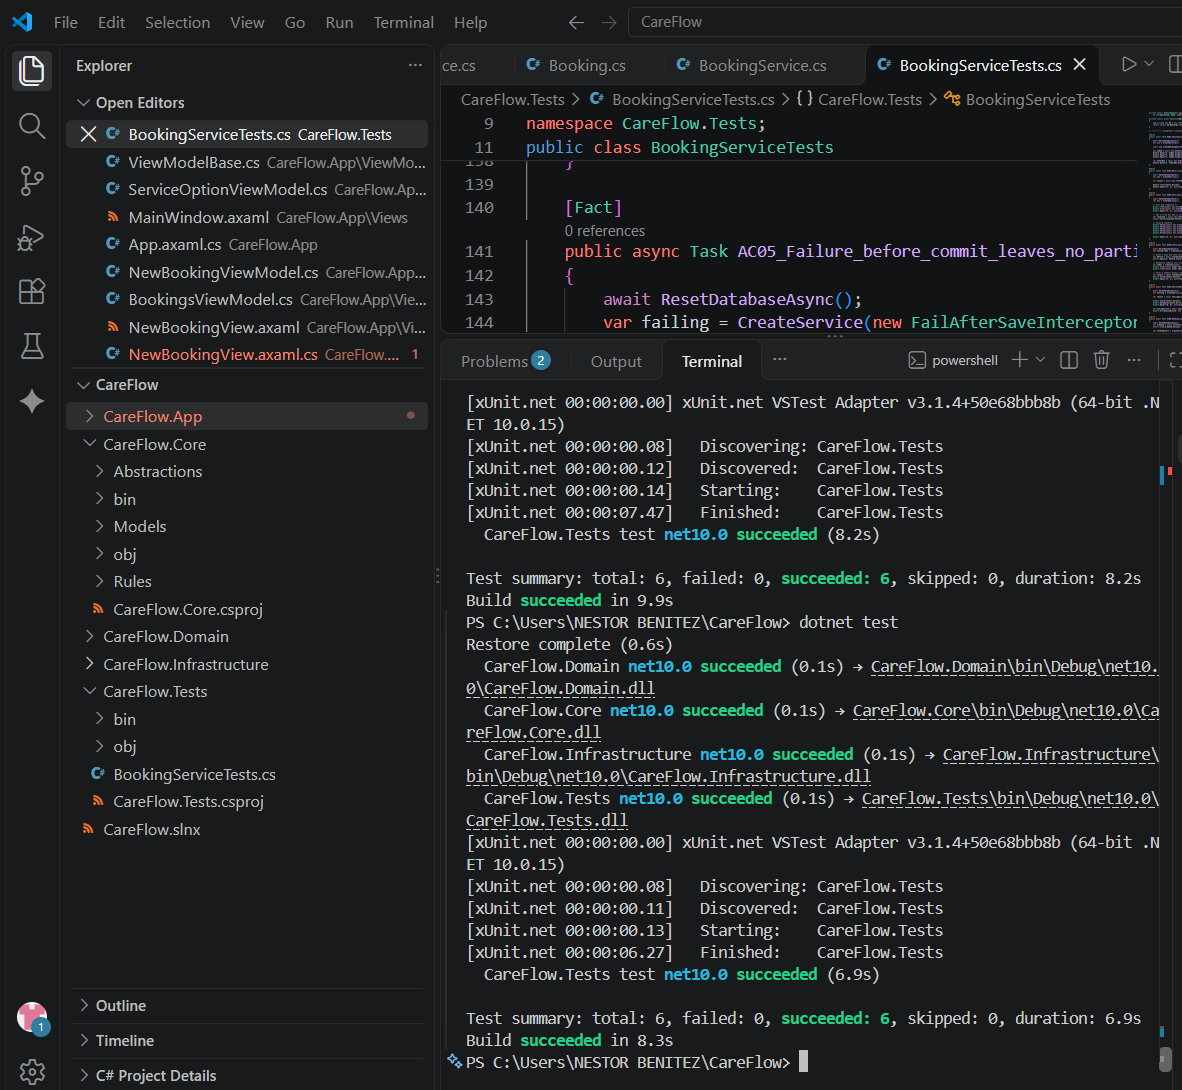 File Edit Selection View Go Run Terminal Help
CareFlow
Explorer
Open Editors
BookingServiceTests.cs CareFlow.Tests
ViewModelBase.cs CareFlow.App\ViewMo...
ServiceOptionViewModel.cs CareFlow.Ap...
MainWindow.axaml CareFlow.App\Views
App.axaml.cs CareFlow.App
NewBookingViewModel.cs CareFlow.App...
BookingsViewModel.cs CareFlow.App\Vie...
NewBookingView.axaml CareFlow.App\Vi...
NewBookingView.axaml.cs CareFlow.... 1
CareFlow
CareFlow.App
CareFlow.Core
Abstractions
bin
Models
obj
Rules
CareFlow.Core.csproj
CareFlow.Domain
CareFlow.Infrastructure
CareFlow.Tests
bin
obj
BookingServiceTests.cs
CareFlow.Tests.csproj
CareFlow.slnx
Outline
Timeline
C# Project Details
1
ce.cs Booking.cs BookingService.cs BookingServiceTests.cs
CareFlow.Tests > BookingServiceTests.cs > {} CareFlow.Tests > BookingServiceTests
9 namespace CareFlow.Tests;
11 public class BookingServiceTests
138 }
139
140 [Fact]
0 references
141 public async Task AC05_Failure_before_commit_leaves_no_parti
142 {
143 await ResetDatabaseAsync();
144 var failing = CreateService(new FailAfterSaveInterceptor
Problems 2 Output Terminal ... powershell
[xUnit.net 00:00:00.00] xUnit.net VSTest Adapter v3.1.4+50e68bbb8b (64-bit .N
ET 10.0.15)
[xUnit.net 00:00:00.08] Discovering: CareFlow.Tests
[xUnit.net 00:00:00.12] Discovered: CareFlow.Tests
[xUnit.net 00:00:00.14] Starting: CareFlow.Tests
[xUnit.net 00:00:07.47] Finished: CareFlow.Tests
CareFlow.Tests test net10.0 succeeded (8.2s)
Test summary: total: 6, failed: 0, succeeded: 6, skipped: 0, duration: 8.2s
Build succeeded in 9.9s
PS C:\Users\NESTOR BENITEZ\CareFlow> dotnet test
Restore complete (0.6s)
CareFlow.Domain net10.0 succeeded (0.1s) → CareFlow.Domain\bin\Debug\net10.
0\CareFlow.Domain.dll
CareFlow.Core net10.0 succeeded (0.1s) → CareFlow.Core\bin\Debug\net10.0\Ca
reFlow.Core.dll
CareFlow.Infrastructure net10.0 succeeded (0.1s) → CareFlow.Infrastructure\
bin\Debug\net10.0\CareFlow.Infrastructure.dll
CareFlow.Tests net10.0 succeeded (0.1s) → CareFlow.Tests\bin\Debug\net10.0\
CareFlow.Tests.dll
[xUnit.net 00:00:00.00] xUnit.net VSTest Adapter v3.1.4+50e68bbb8b (64-bit .N
ET 10.0.15)
[xUnit.net 00:00:00.08] Discovering: CareFlow.Tests
[xUnit.net 00:00:00.11] Discovered: CareFlow.Tests
[xUnit.net 00:00:00.13] Starting: CareFlow.Tests
[xUnit.net 00:00:06.27] Finished: CareFlow.Tests
CareFlow.Tests test net10.0 succeeded (6.9s)
Test summary: total: 6, failed: 0, succeeded: 6, skipped: 0, duration: 6.9s
Build succeeded in 8.3s
PS C:\Users\NESTOR BENITEZ\CareFlow>